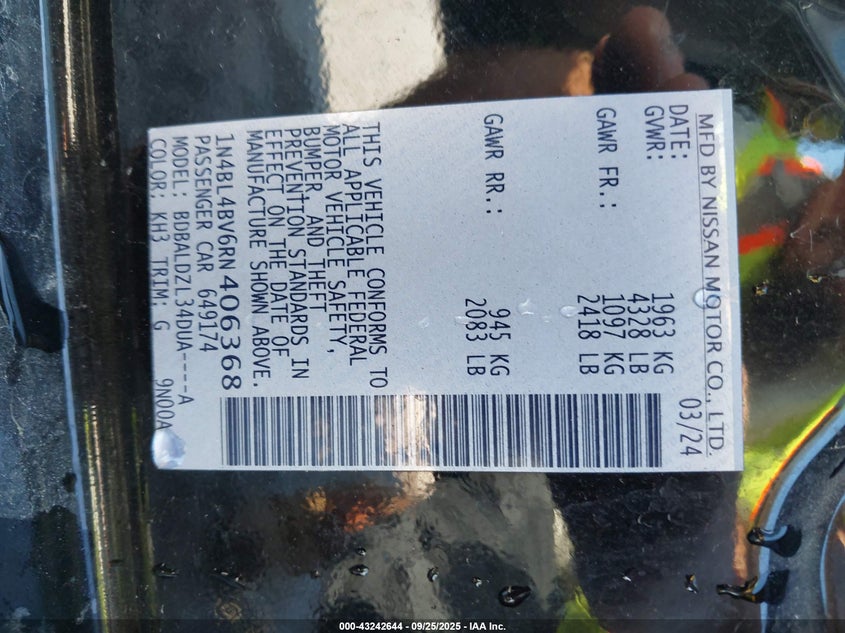 MFD BY NISSAN MOTOR CO., LTD.
DATE: 03/24
GVWR: 1963 KG
4328 LB
GAWR FR.: 1097 KG
2418 LB
GAWR RR.: 945 KG
2083 LB
THIS VEHICLE CONFORMS TO
ALL APPLICABLE FEDERAL
MOTOR VEHICLE SAFETY,
BUMPER, AND THEFT
PREVENTION STANDARDS IN
EFFECT ON THE DATE OF
MANUFACTURE SHOWN ABOVE.
1N4BL4BV6RN406368
PASSENGER CAR 649174
MODEL: BDBALDZL34DUA----A
COLOR: KH3 TRIM: G 9N00A
000-43242644 - 09/25/2025 - IAA Inc.